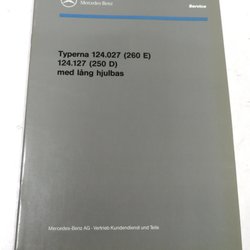 Mercedes-Benz
Service
Typerna 124.027 (260 E)
124.127 (250 D)
med lång hjulbas
Mercedes-Benz AG · Vertrieb Kundendienst und Teile